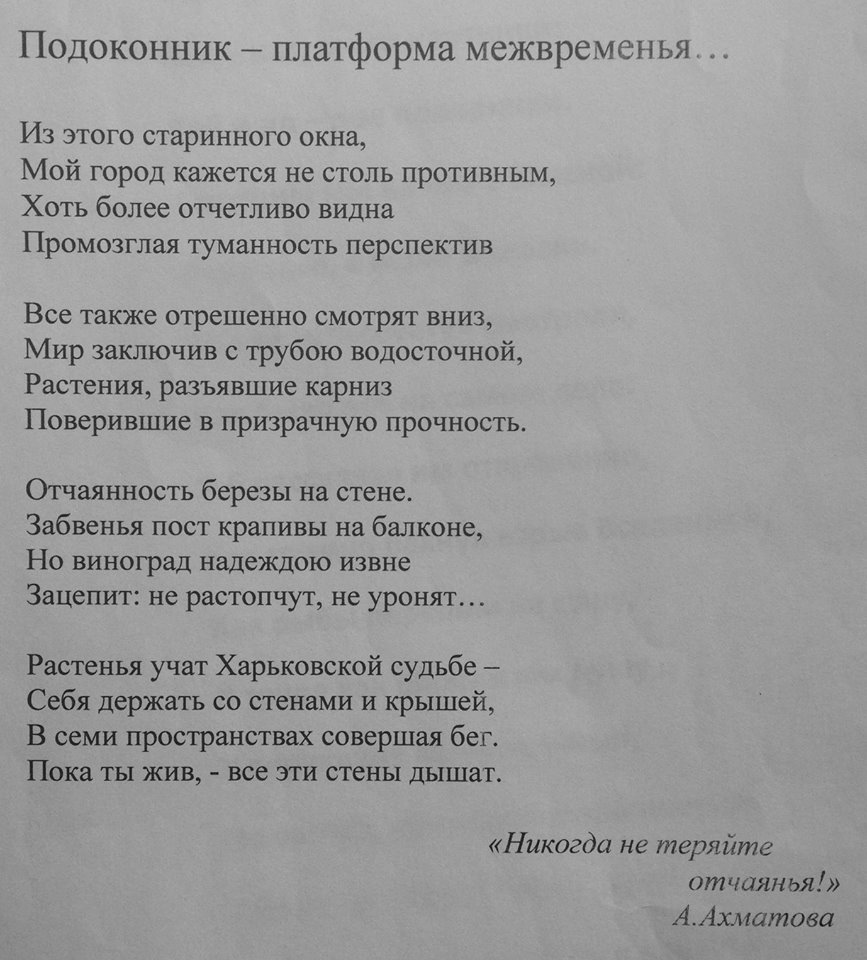 Подоконник – платформа межвременья…
Из этого старинного окна,
Мой город кажется не столь противным,
Хоть более отчетливо видна
Промозглая туманность перспектив
Все также отрешенно смотрят вниз,
Мир заключив с трубою водосточной,
Растения, разъявшие карниз
Поверившие в призрачную прочность.
Отчаянность березы на стене.
Забвенья пост крапивы на балконе,
Но виноград надеждою извне
Зацепит: не растопчут, не уронят…
Растенья учат Харьковской судьбе –
Себя держать со стенами и крышей,
В семи пространствах совершая бег.
Пока ты жив, - все эти стены дышат.
«Никогда не теряйте
отчаянья!»
А.Ахматова